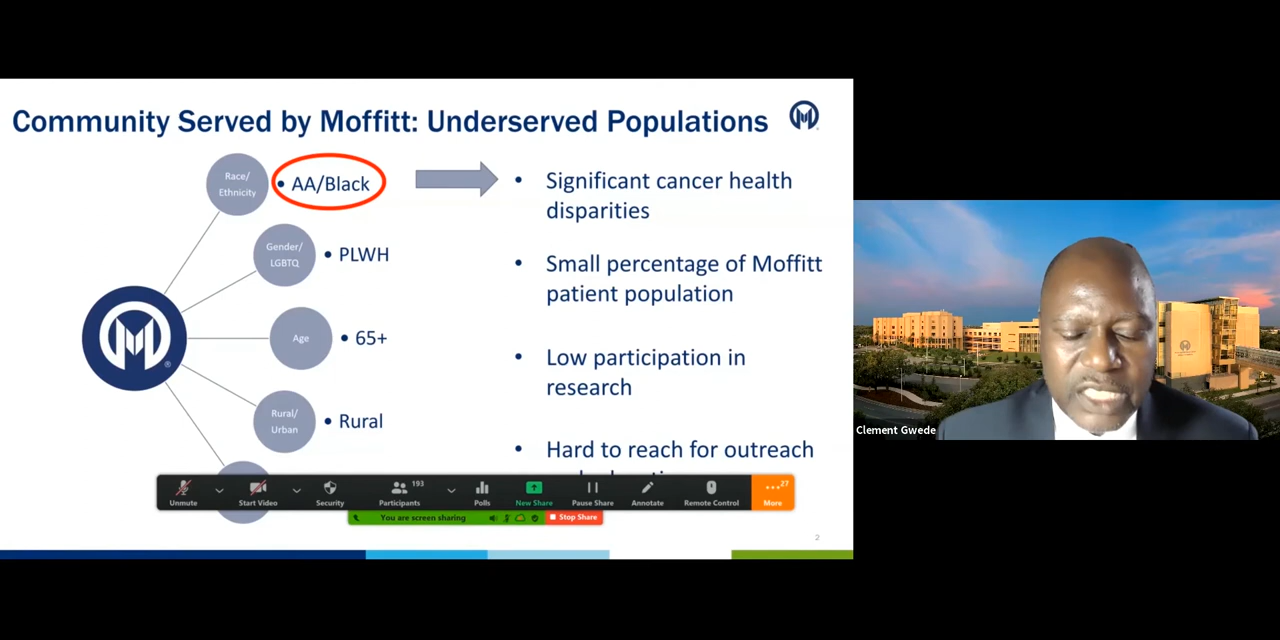 Community Served by Moffitt: Underserved Populations
Race/
Ethnicity
• AA/Black
Gender/
LGBTQ
• PLWH
Age
• 65+
Rural/
Urban
• Rural
• Significant cancer health
disparities
• Small percentage of Moffitt
patient population
• Low participation in
research
• Hard to reach for outreach
Unmute
Start Video
Security
Participants
193
Polls
New Share
Pause Share
Annotate
Remote Control
More
27
You are screen sharing
Stop Share
2
Clement Gwede